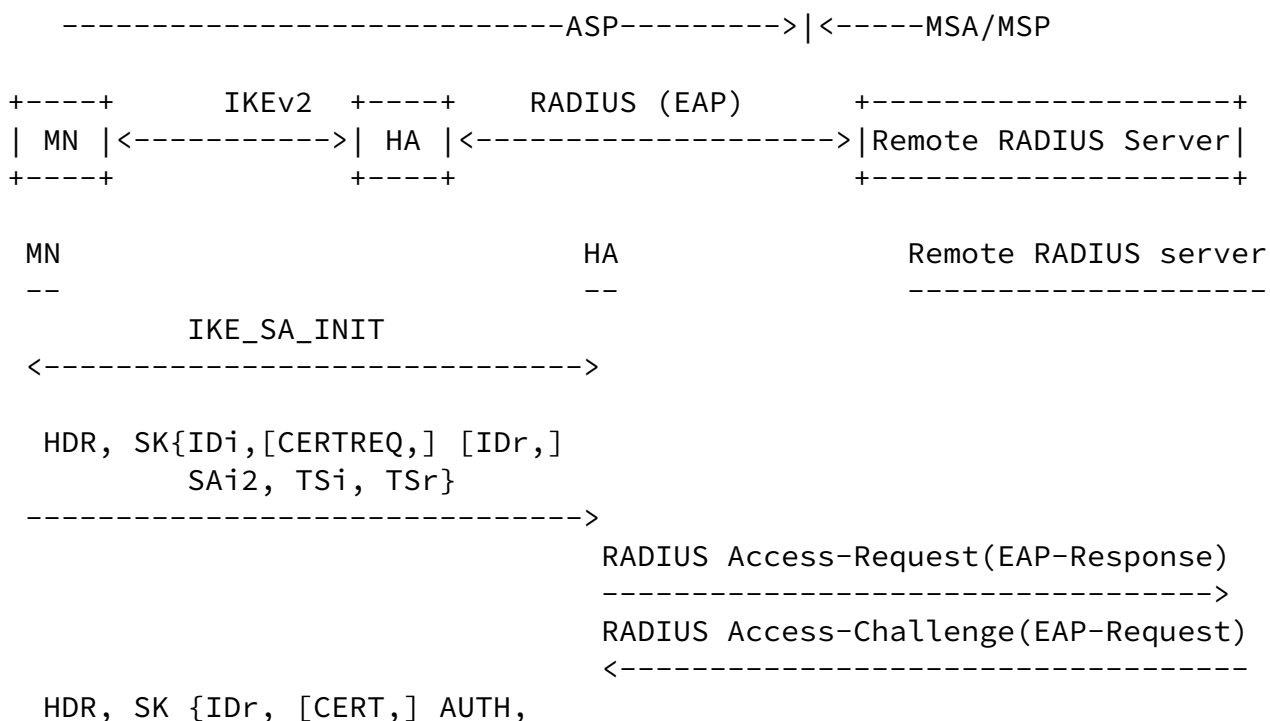 ----------------------------ASP--------->|<-----MSA/MSP
+----+      IKEv2  +----+    RADIUS (EAP)       +--------------------+
| MN |<----------->| HA |<-------------------->|Remote RADIUS Server|
+----+             +----+                      +--------------------+
MN                              HA                Remote RADIUS server
--                              --                --------------------
IKE_SA_INIT
<------------------------------>
HDR, SK{IDi,[CERTREQ,] [IDr,]
SAi2, TSi, TSr}
------------------------------->
RADIUS Access-Request(EAP-Response)
---------------------------------->
RADIUS Access-Challenge(EAP-Request)
<-----------------------------------
HDR, SK {IDr, [CERT,] AUTH,